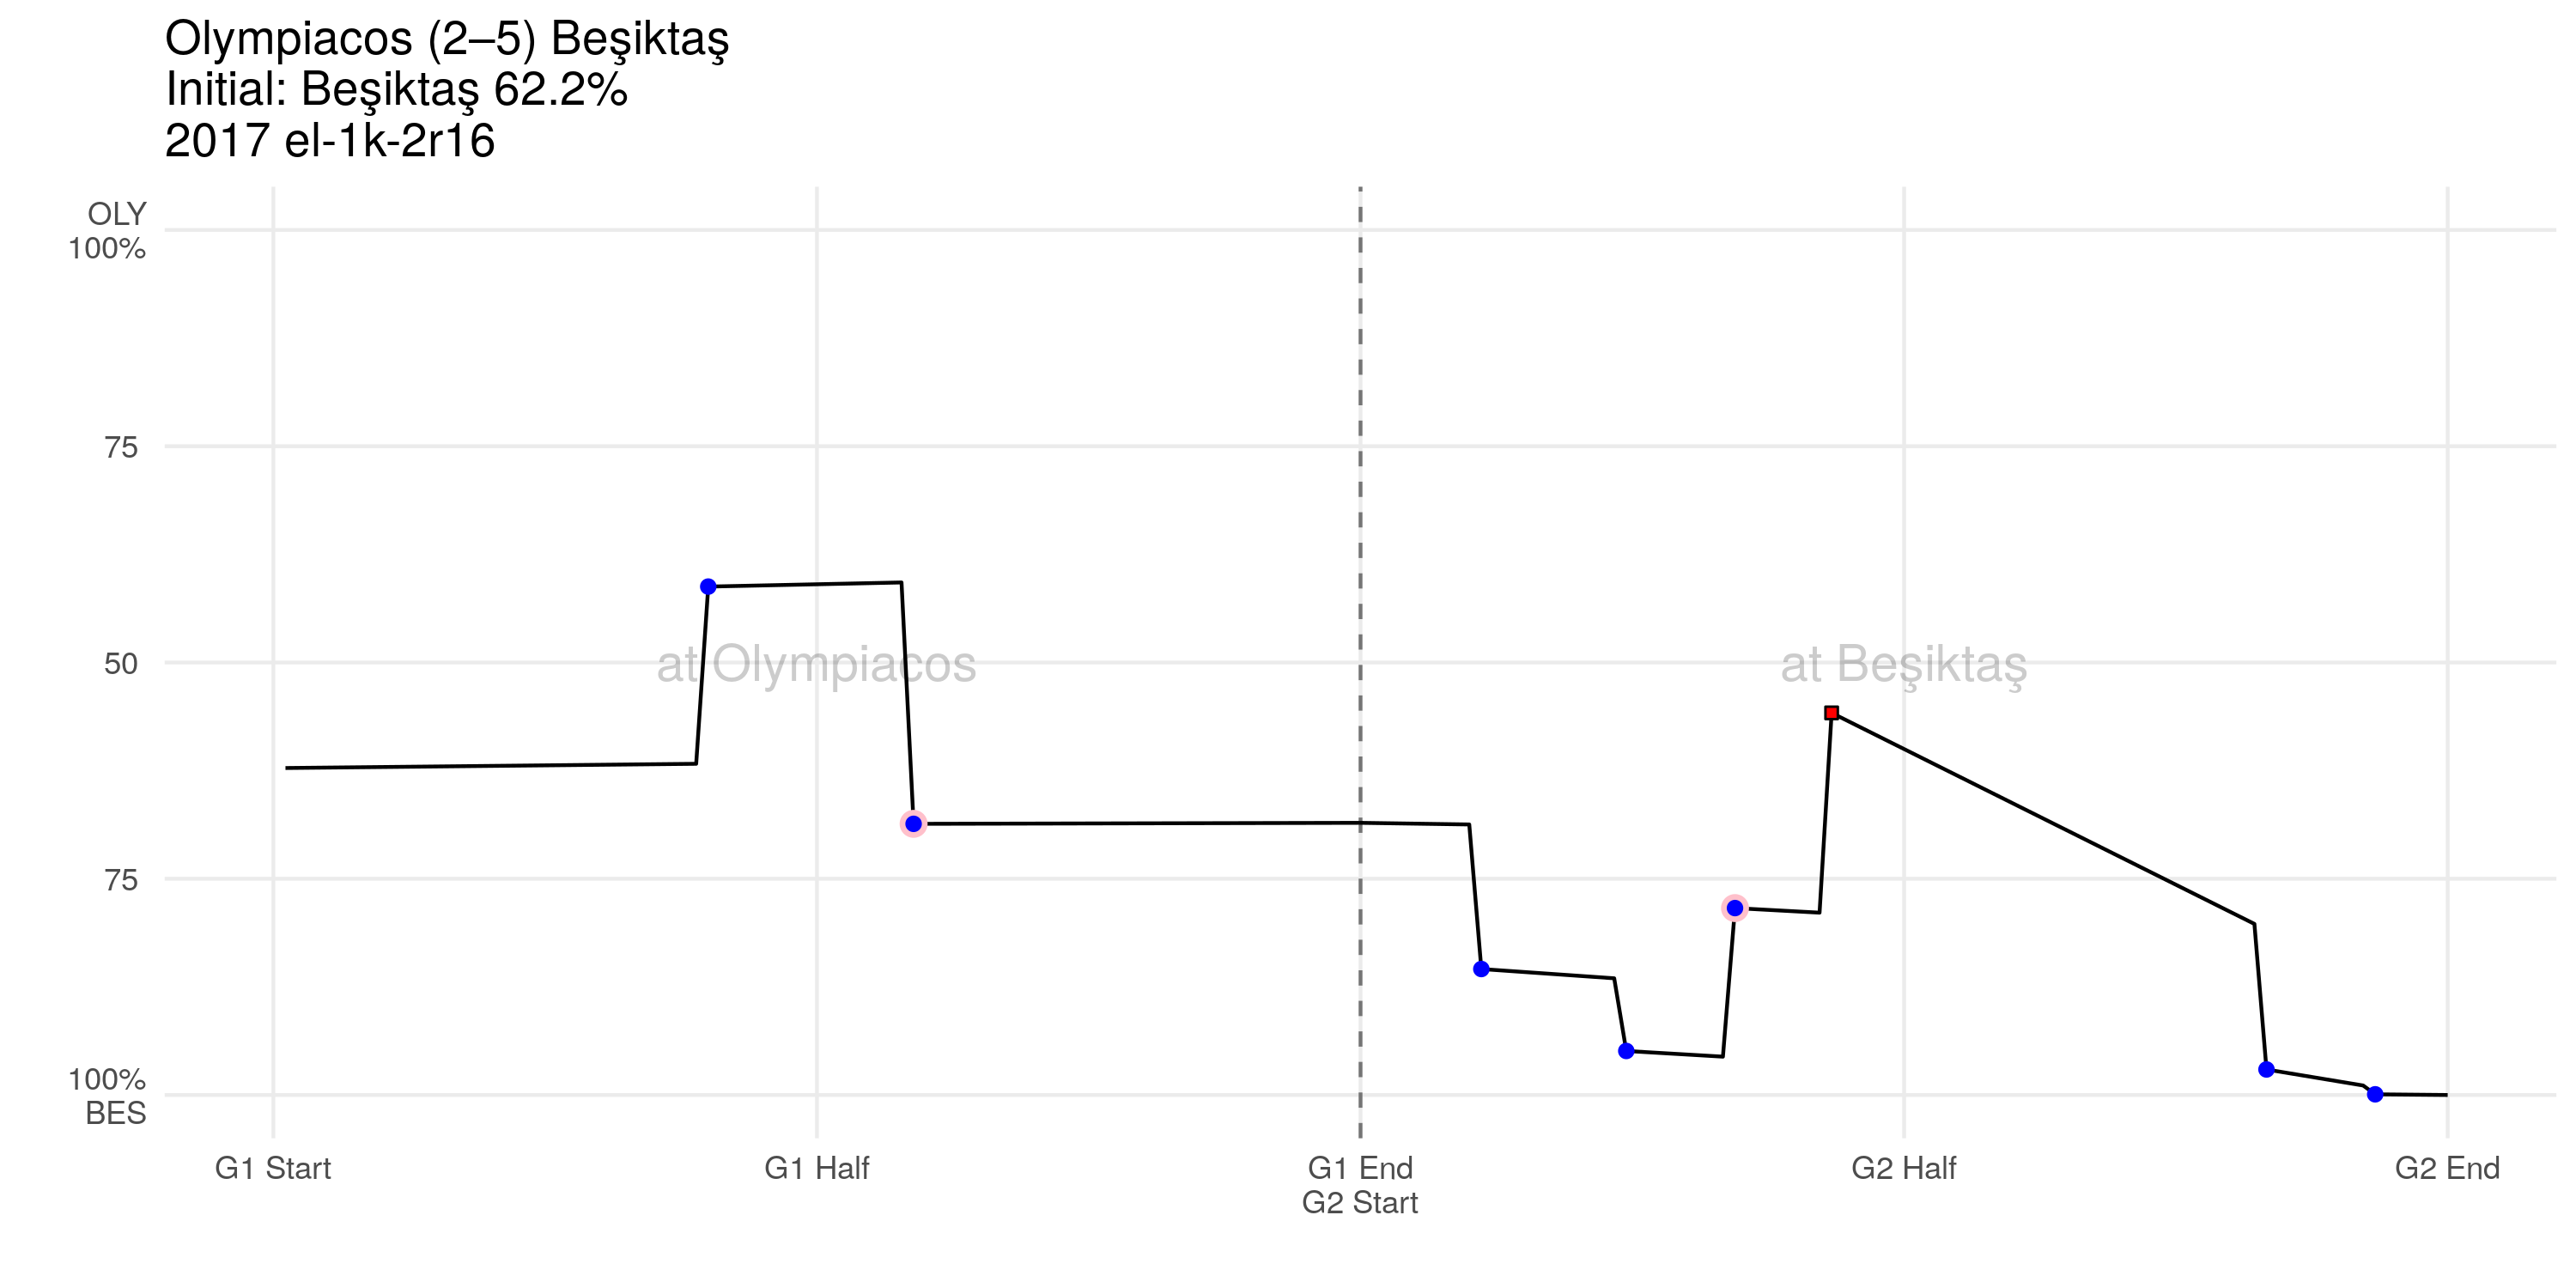 Olympiacos (2–5) Beşiktaş
Initial: Beşiktaş 62.2%
2017 el-1k-2r16
OLY
100%
75
50
75
100%
BES
at Olympiacos
at Beşiktaş
G1 Start
G1 Half
G1 End
G2 Start
G2 Half
G2 End